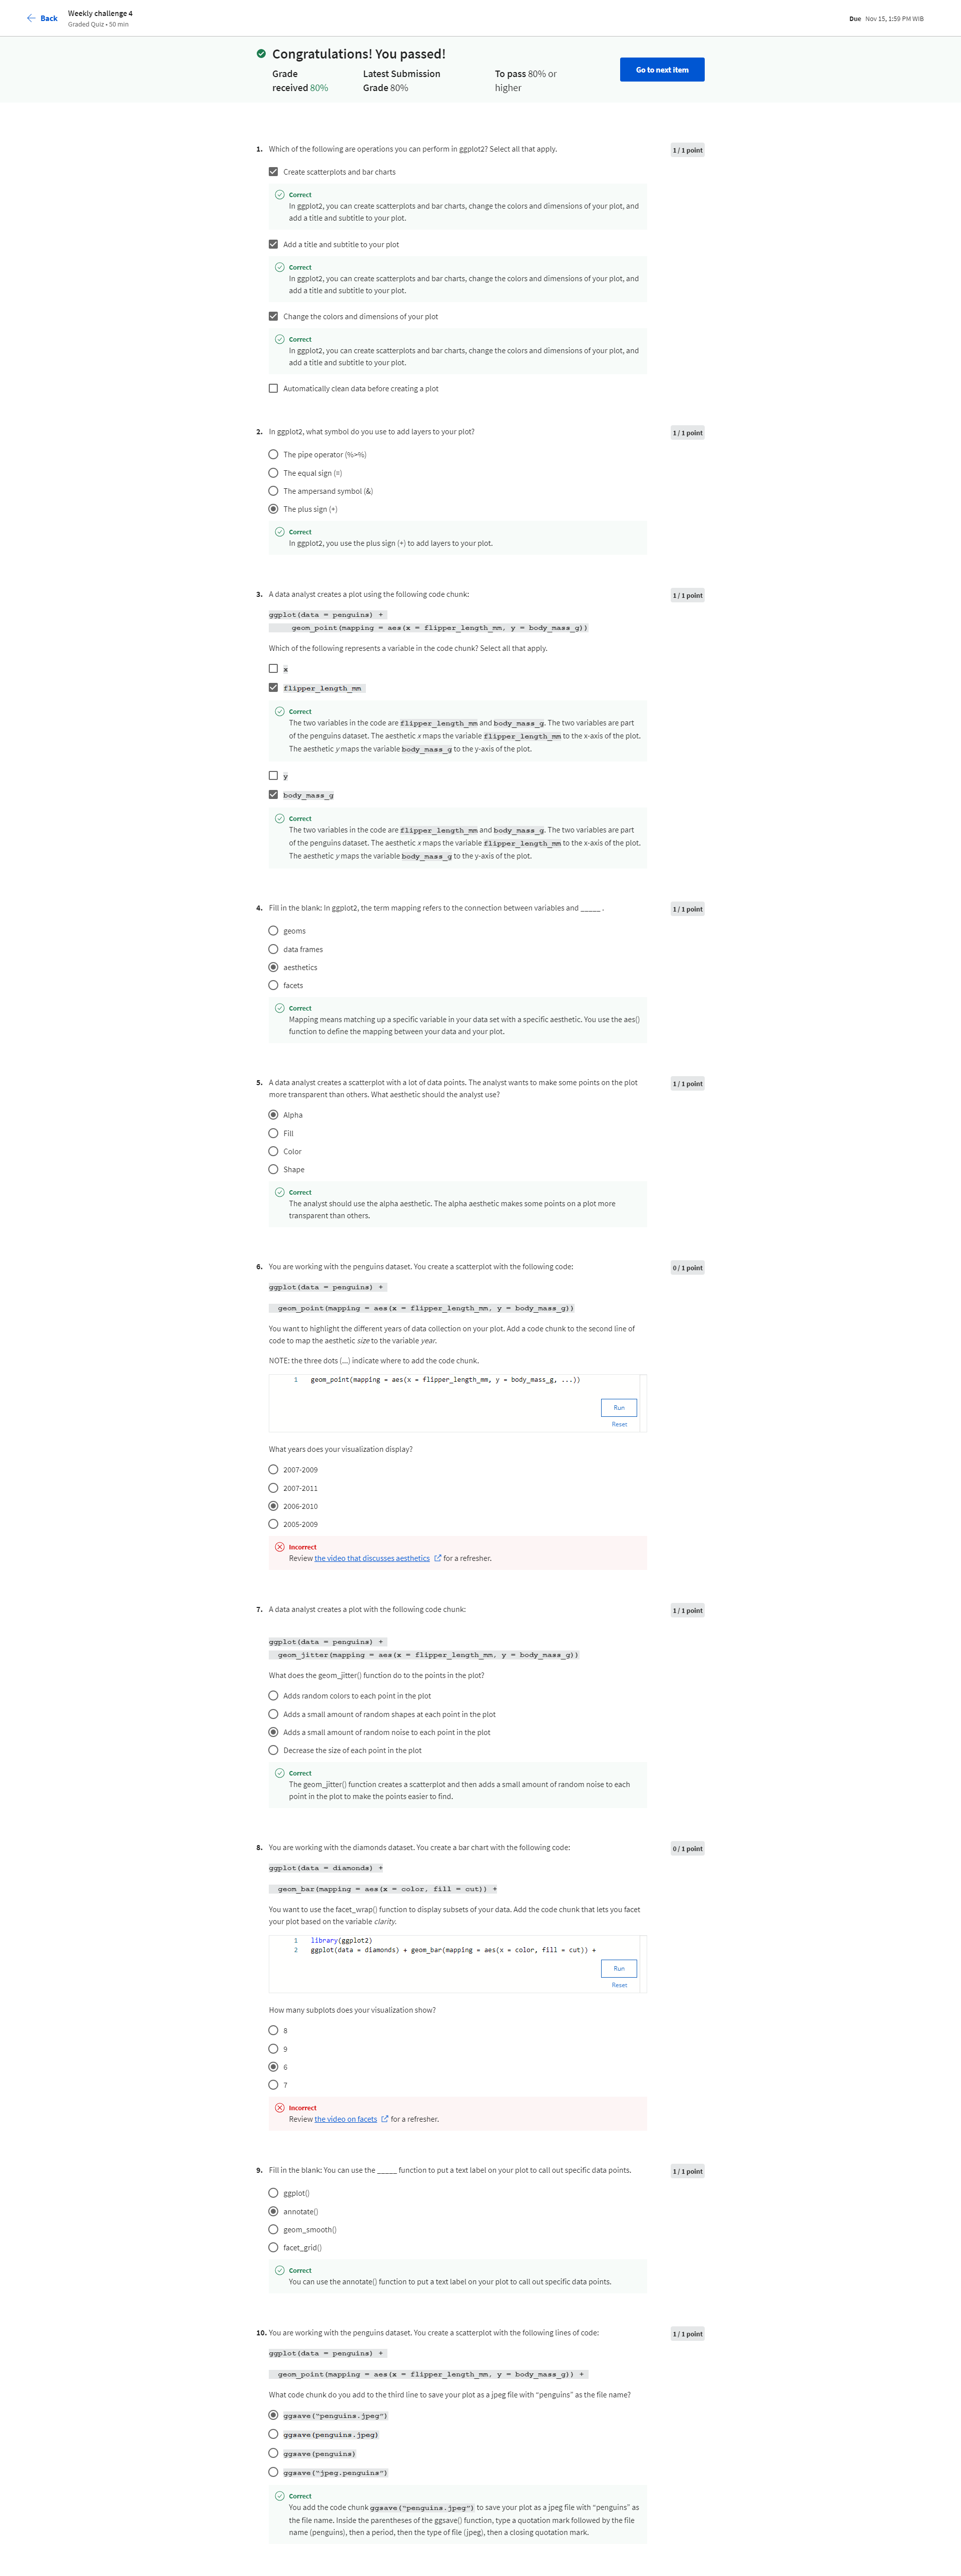 Back
Weekly challenge 4
Graded Quiz • 50 min
Due Nov 15, 1:59 PM WIB
Congratulations! You passed!
Grade received 80%
Latest Submission Grade 80%
To pass 80% or higher
Go to next item
1. Which of the following are operations you can perform in ggplot2? Select all that apply.
1 / 1 point
Create scatterplots and bar charts
Correct
In ggplot2, you can create scatterplots and bar charts, change the colors and dimensions of your plot, and
add a title and subtitle to your plot.
Add a title and subtitle to your plot
Correct
In ggplot2, you can create scatterplots and bar charts, change the colors and dimensions of your plot, and
add a title and subtitle to your plot.
Change the colors and dimensions of your plot
Correct
In ggplot2, you can create scatterplots and bar charts, change the colors and dimensions of your plot, and
add a title and subtitle to your plot.
Automatically clean data before creating a plot
2. In ggplot2, what symbol do you use to add layers to your plot?
1 / 1 point
The pipe operator (%>%)
The equal sign (=)
The ampersand symbol (&)
The plus sign (+)
Correct
In ggplot2, you use the plus sign (+) to add layers to your plot.
3. A data analyst creates a plot using the following code chunk:
1 / 1 point
ggplot(data = penguins) +
geom_point(mapping = aes(x = flipper_length_mm, y = body_mass_g))
Which of the following represents a variable in the code chunk? Select all that apply.
x
flipper_length_mm
Correct
The two variables in the code are flipper_length_mm and body_mass_g. The two variables are part
of the penguins dataset. The aesthetic x maps the variable flipper_length_mm to the x-axis of the plot.
The aesthetic y maps the variable body_mass_g to the y-axis of the plot.
y
body_mass_g
Correct
The two variables in the code are flipper_length_mm and body_mass_g. The two variables are part
of the penguins dataset. The aesthetic x maps the variable flipper_length_mm to the x-axis of the plot.
The aesthetic y maps the variable body_mass_g to the y-axis of the plot.
4. Fill in the blank: In ggplot2, the term mapping refers to the connection between variables and _____ .
1 / 1 point
geoms
data frames
aesthetics
facets
Correct
Mapping means matching up a specific variable in your data set with a specific aesthetic. You use the aes()
function to define the mapping between your data and your plot.
5. A data analyst creates a scatterplot with a lot of data points. The analyst wants to make some points on the plot
more transparent than others. What aesthetic should the analyst use?
1 / 1 point
Alpha
Fill
Color
Shape
Correct
The analyst should use the alpha aesthetic. The alpha aesthetic makes some points on a plot more
transparent than others.
6. You are working with the penguins dataset. You create a scatterplot with the following code:
0 / 1 point
ggplot(data = penguins) +
geom_point(mapping = aes(x = flipper_length_mm, y = body_mass_g))
You want to highlight the different years of data collection on your plot. Add a code chunk to the second line of
code to map the aesthetic size to the variable year.
NOTE: the three dots (...) indicate where to add the code chunk.
1 geom_point(mapping = aes(x = flipper_length_mm, y = body_mass_g, ...))
Run
Reset
What years does your visualization display?
2007-2009
2007-2011
2006-2010
2005-2009
Incorrect
Review the video that discusses aesthetics for a refresher.
7. A data analyst creates a plot with the following code chunk:
1 / 1 point
ggplot(data = penguins) +
geom_jitter(mapping = aes(x = flipper_length_mm, y = body_mass_g))
What does the geom_jitter() function do to the points in the plot?
Adds random colors to each point in the plot
Adds a small amount of random shapes at each point in the plot
Adds a small amount of random noise to each point in the plot
Decrease the size of each point in the plot
Correct
The geom_jitter() function creates a scatterplot and then adds a small amount of random noise to each
point in the plot to make the points easier to find.
8. You are working with the diamonds dataset. You create a bar chart with the following code:
0 / 1 point
ggplot(data = diamonds) +
geom_bar(mapping = aes(x = color, fill = cut)) +
You want to use the facet_wrap() function to display subsets of your data. Add the code chunk that lets you facet
your plot based on the variable clarity.
1 library(ggplot2)
2 ggplot(data = diamonds) + geom_bar(mapping = aes(x = color, fill = cut)) +
Run
Reset
How many subplots does your visualization show?
8
9
6
7
Incorrect
Review the video on facets for a refresher.
9. Fill in the blank: You can use the _____ function to put a text label on your plot to call out specific data points.
1 / 1 point
ggplot()
annotate()
geom_smooth()
facet_grid()
Correct
You can use the annotate() function to put a text label on your plot to call out specific data points.
10. You are working with the penguins dataset. You create a scatterplot with the following lines of code:
1 / 1 point
ggplot(data = penguins) +
geom_point(mapping = aes(x = flipper_length_mm, y = body_mass_g)) +
What code chunk do you add to the third line to save your plot as a jpeg file with “penguins” as the file name?
ggsave("penguins.jpeg")
ggsave(penguins.jpeg)
ggsave(penguins)
ggsave("jpeg.penguins")
Correct
You add the code chunk ggsave("penguins.jpeg") to save your plot as a jpeg file with “penguins” as
the file name. Inside the parentheses of the ggsave() function, type a quotation mark followed by the file
name (penguins), then a period, then the type of file (jpeg), then a closing quotation mark.